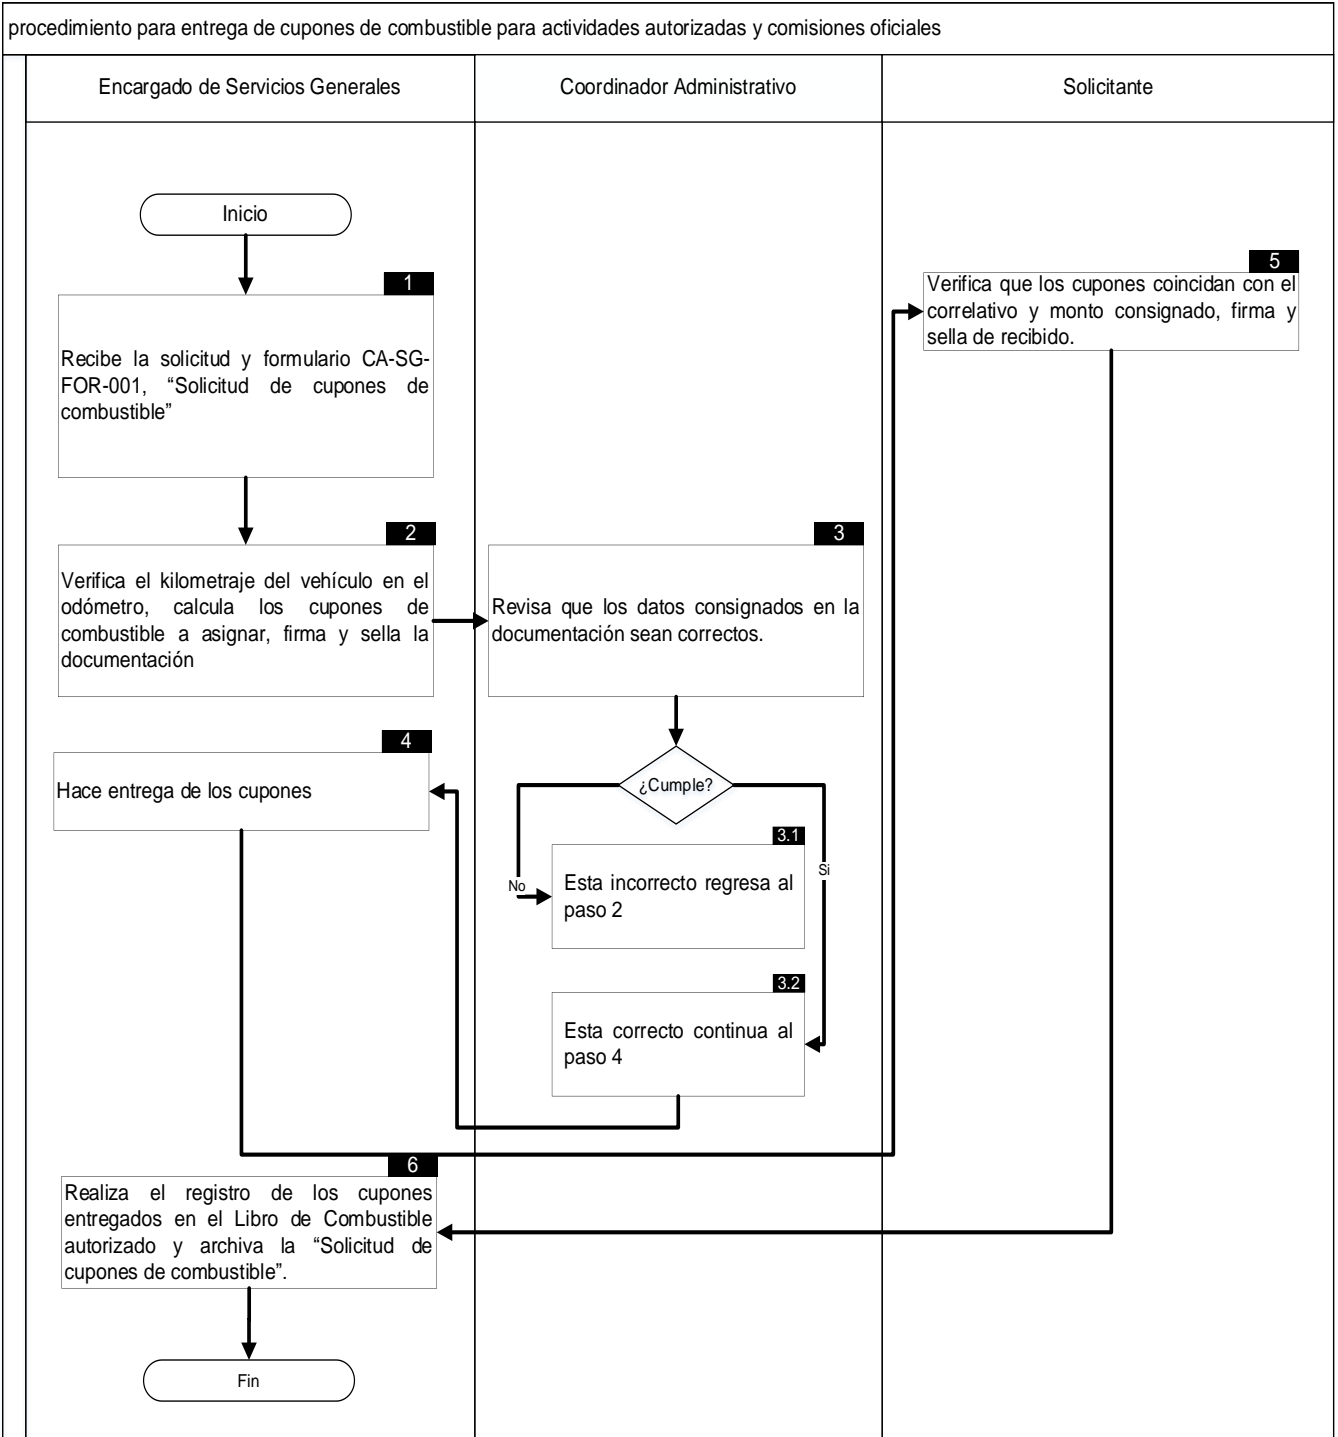 procedimiento para entrega de cupones de combustible para actividades autorizadas y comisiones oficiales
Encargado de Servicios Generales
Coordinador Administrativo
Solicitante
Inicio
1
Recibe la solicitud y formulario CA-SG-
FOR-001, “Solicitud de cupones de
combustible”
2
Verifica el kilometraje del vehículo en el
odómetro, calcula los cupones de
combustible a asignar, firma y sella la
documentación
3
Revisa que los datos consignados en la
documentación sean correctos.
¿Cumple?
No
Si
3.1
Esta incorrecto regresa al
paso 2
3.2
Esta correcto continua al
paso 4
4
Hace entrega de los cupones
5
Verifica que los cupones coincidan con el
correlativo y monto consignado, firma y
sella de recibido.
6
Realiza el registro de los cupones
entregados en el Libro de Combustible
autorizado y archiva la “Solicitud de
cupones de combustible”.
Fin